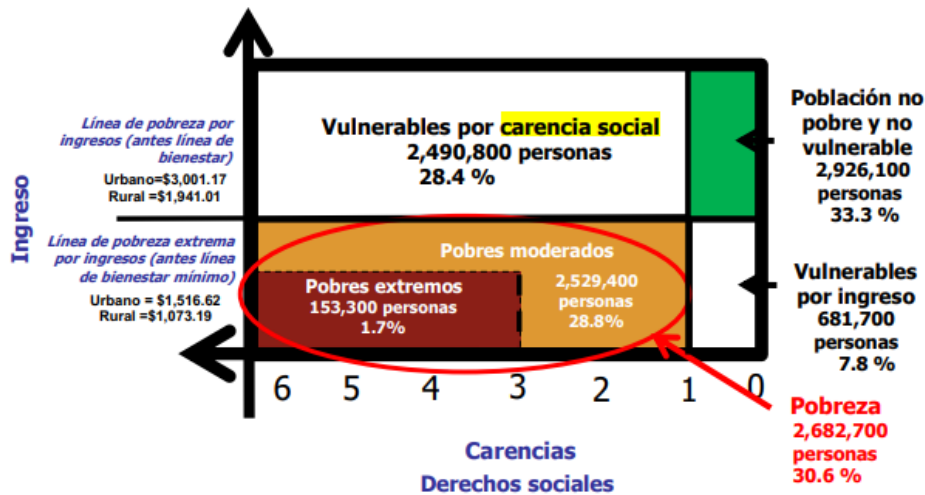 Ingreso
Línea de pobreza por
ingresos (antes línea de
bienestar)
Urbano=$3,001.17
Rural =$1,941.01
Línea de pobreza extrema
por ingresos (antes línea
de bienestar mínimo)
Urbano = $1,516.62
Rural =$1,073.19
Vulnerables por carencia social
2,490,800 personas
28.4 %
Pobres moderados
2,529,400
personas
28.8%
Pobres extremos
153,300 personas
1.7%
Población no
pobre y no
vulnerable
2,926,100
personas
33.3 %
Vulnerables
por ingreso
681,700
personas
7.8 %
Pobreza
2,682,700
personas
30.6 %
6 5 4 3 2 1 0
Carencias
Derechos sociales